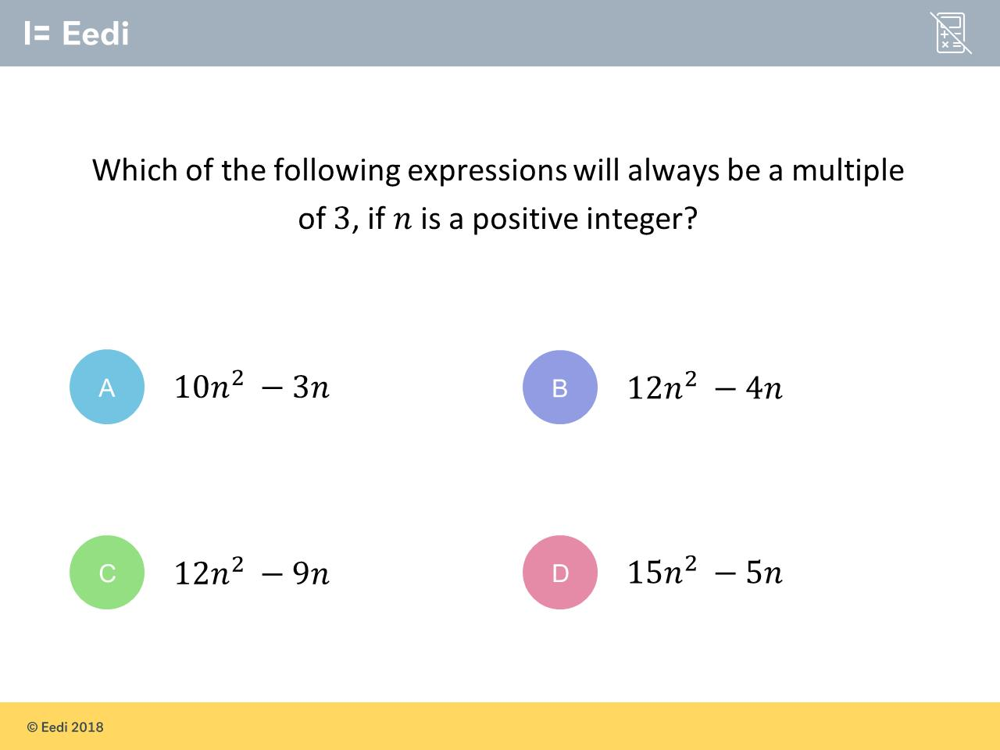 Eedi
Which of the following expressions will always be a multiple
of 3, if n is a positive integer?
A 10n² − 3n
B 12n² − 4n
C 12n² − 9n
D 15n² − 5n
© Eedi 2018